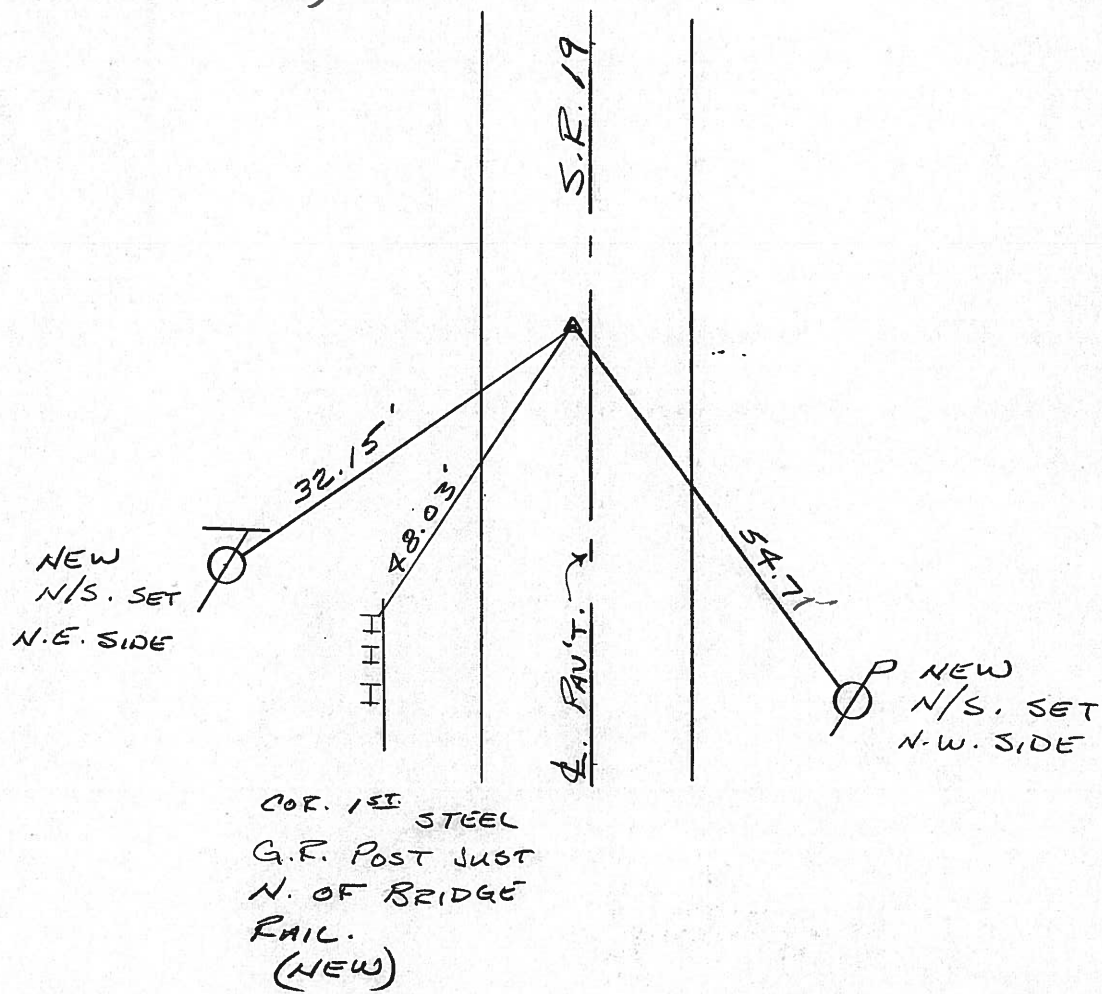 S.R. 19
32.15'
48.03'
54.71
NEW
N/S. SET
N.E. SIDE
℄. PAV'T.
P
NEW
N/S. SET
N.W. SIDE
COR. 1ST. STEEL
G.R. POST JUST
N. OF BRIDGE
RAIL.
(NEW)